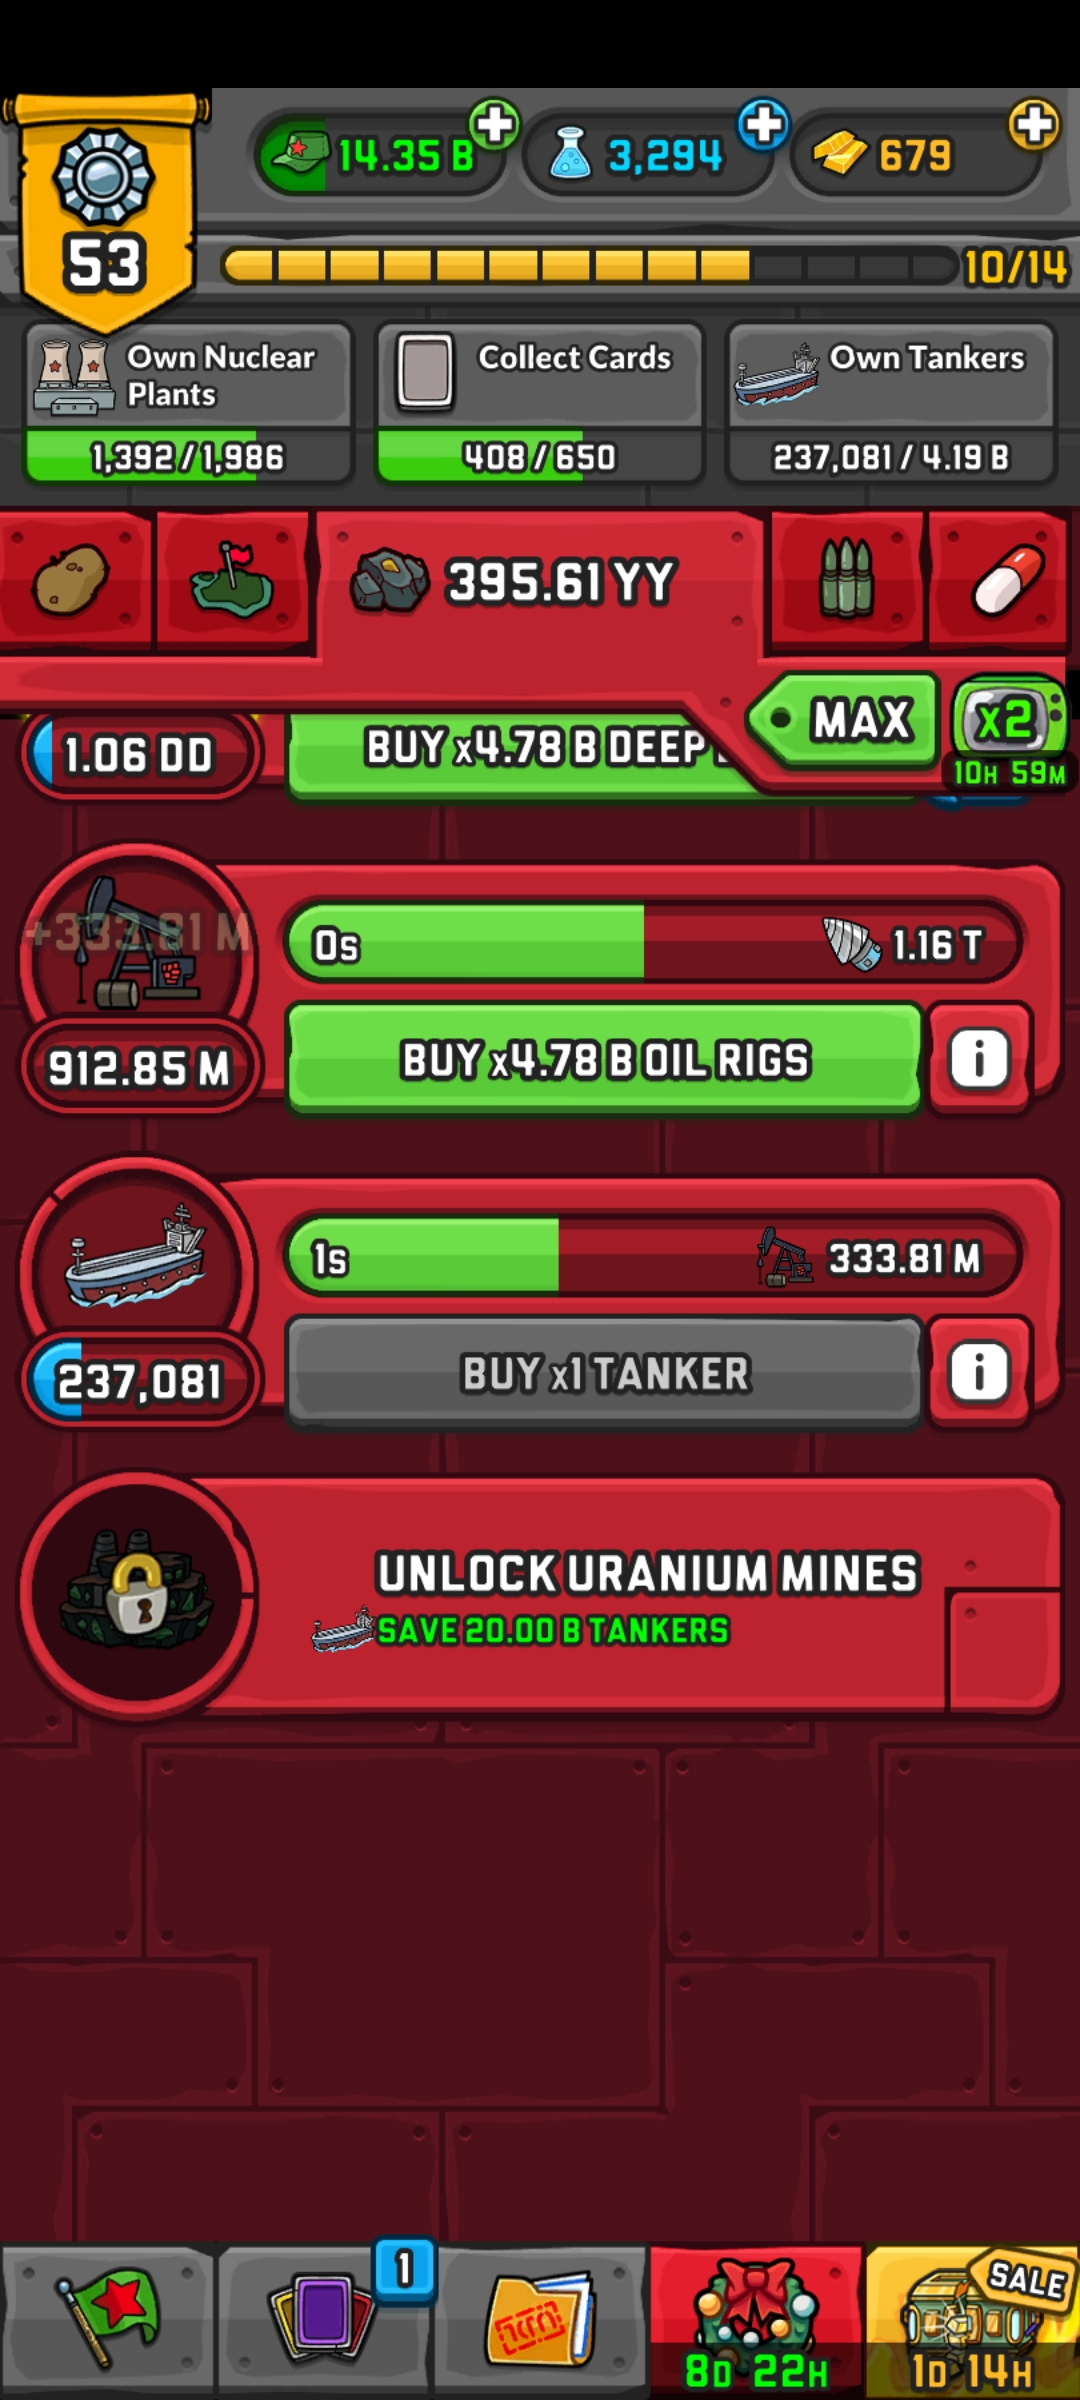 14.35 B
3,294
679
53
10/14
Own Nuclear
Plants
1,392/1,986
Collect Cards
408/650
Own Tankers
237,081/4.19 B
395.61 YY
MAX
x2
10H 59M
1.06 DD
BUY x4.78 B DEEP
+333.81 M
0s
1.16 T
912.85 M
BUY x4.78 B OIL RIGS
i
1s
333.81 M
237,081
BUY x1 TANKER
i
UNLOCK URANIUM MINES
SAVE 20.00 B TANKERS
1
SALE
8D 22H
1D 14H